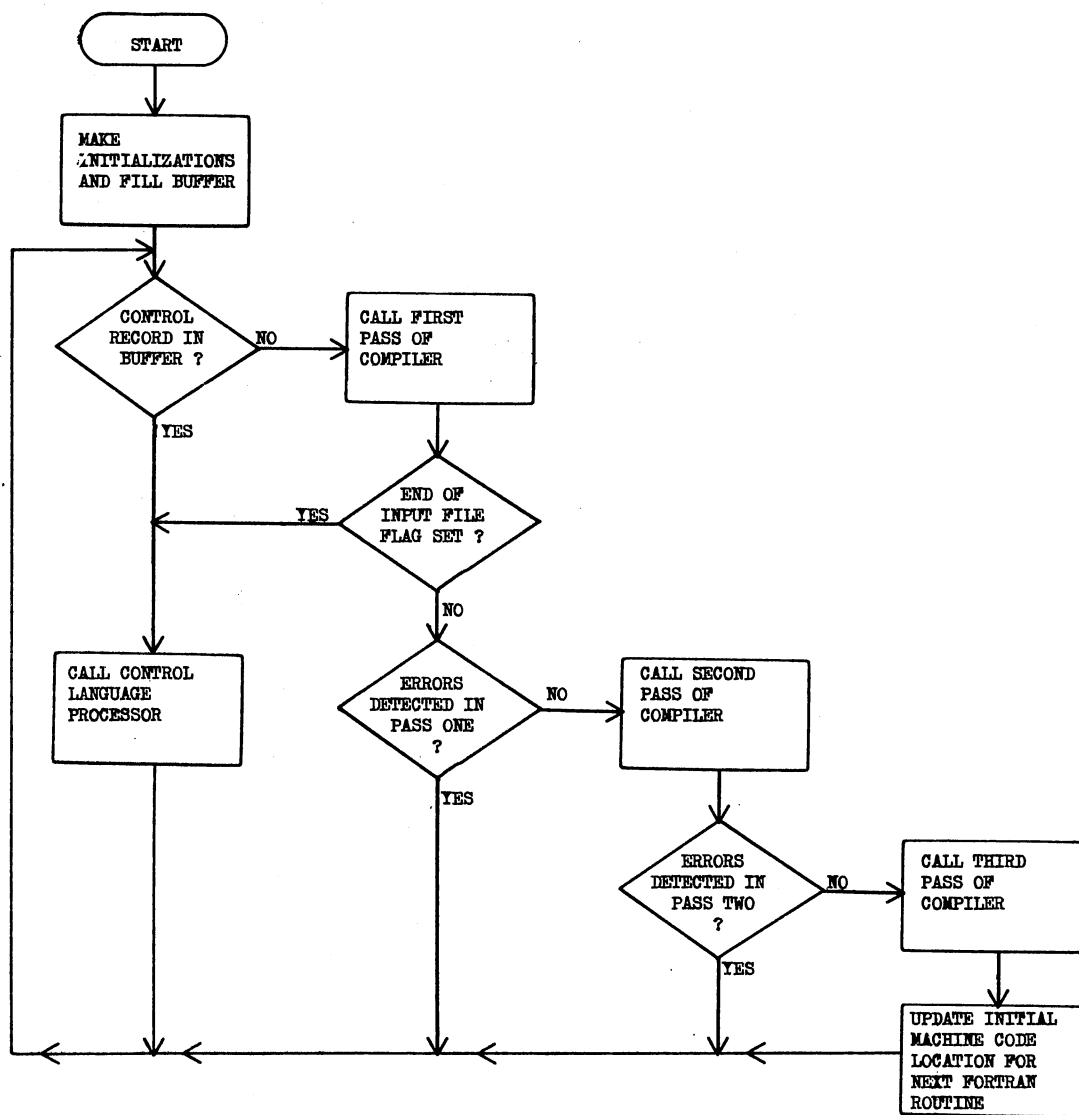 START
MAKE
INITIALIZATIONS
AND FILL BUFFER
CONTROL
RECORD IN
BUFFER ?
NO
CALL FIRST
PASS OF
COMPILER
YES
END OF
INPUT FILE
FLAG SET ?
YES
NO
CALL CONTROL
LANGUAGE
PROCESSOR
ERRORS
DETECTED IN
PASS ONE
?
NO
CALL SECOND
PASS OF
COMPILER
YES
ERRORS
DETECTED IN
PASS TWO
?
NO
CALL THIRD
PASS OF
COMPILER
YES
UPDATE INITIAL
MACHINE CODE
LOCATION FOR
NEXT FORTRAN
ROUTINE